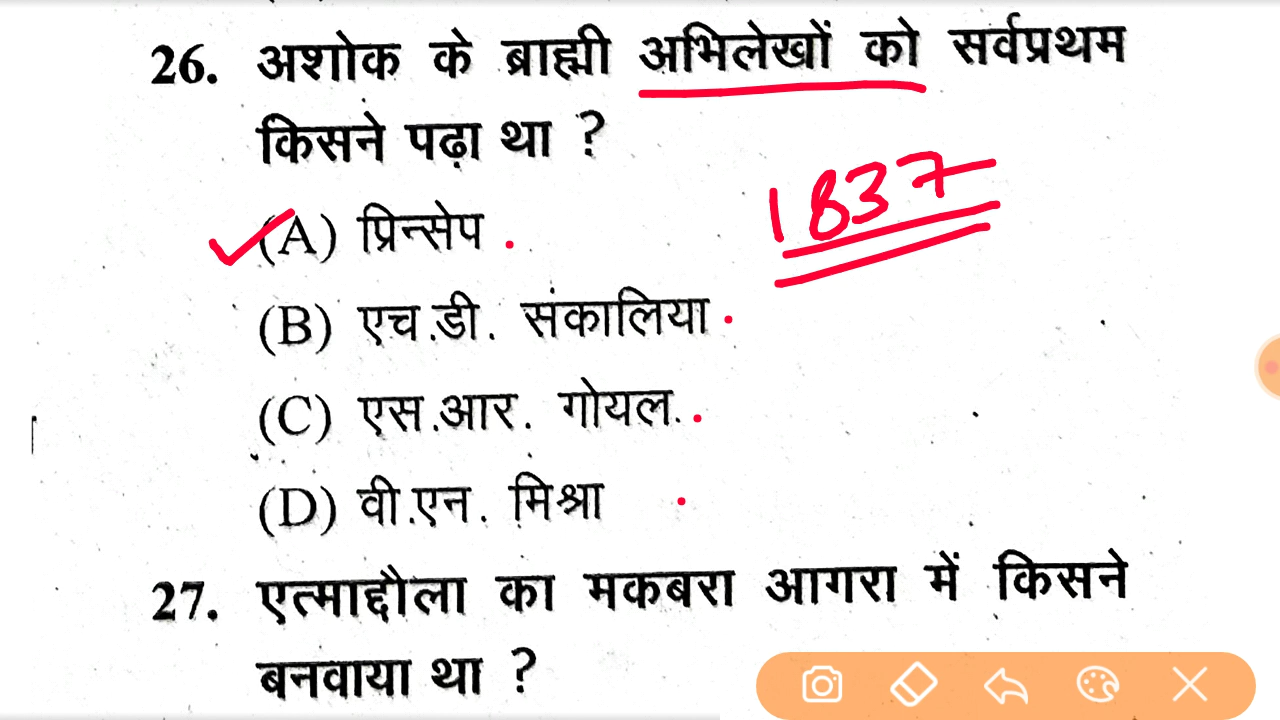 26. अशोक के ब्राह्मी अभिलेखों को सर्वप्रथम
किसने पढ़ा था ?
1837
(A) प्रिन्सेप .
(B) एच.डी. संकालिया
(C) एस.आर. गोयल.
(D) वी.एन. मिश्रा
27. एत्माद्दौला का मकबरा आगरा में किसने
बनवाया था ?